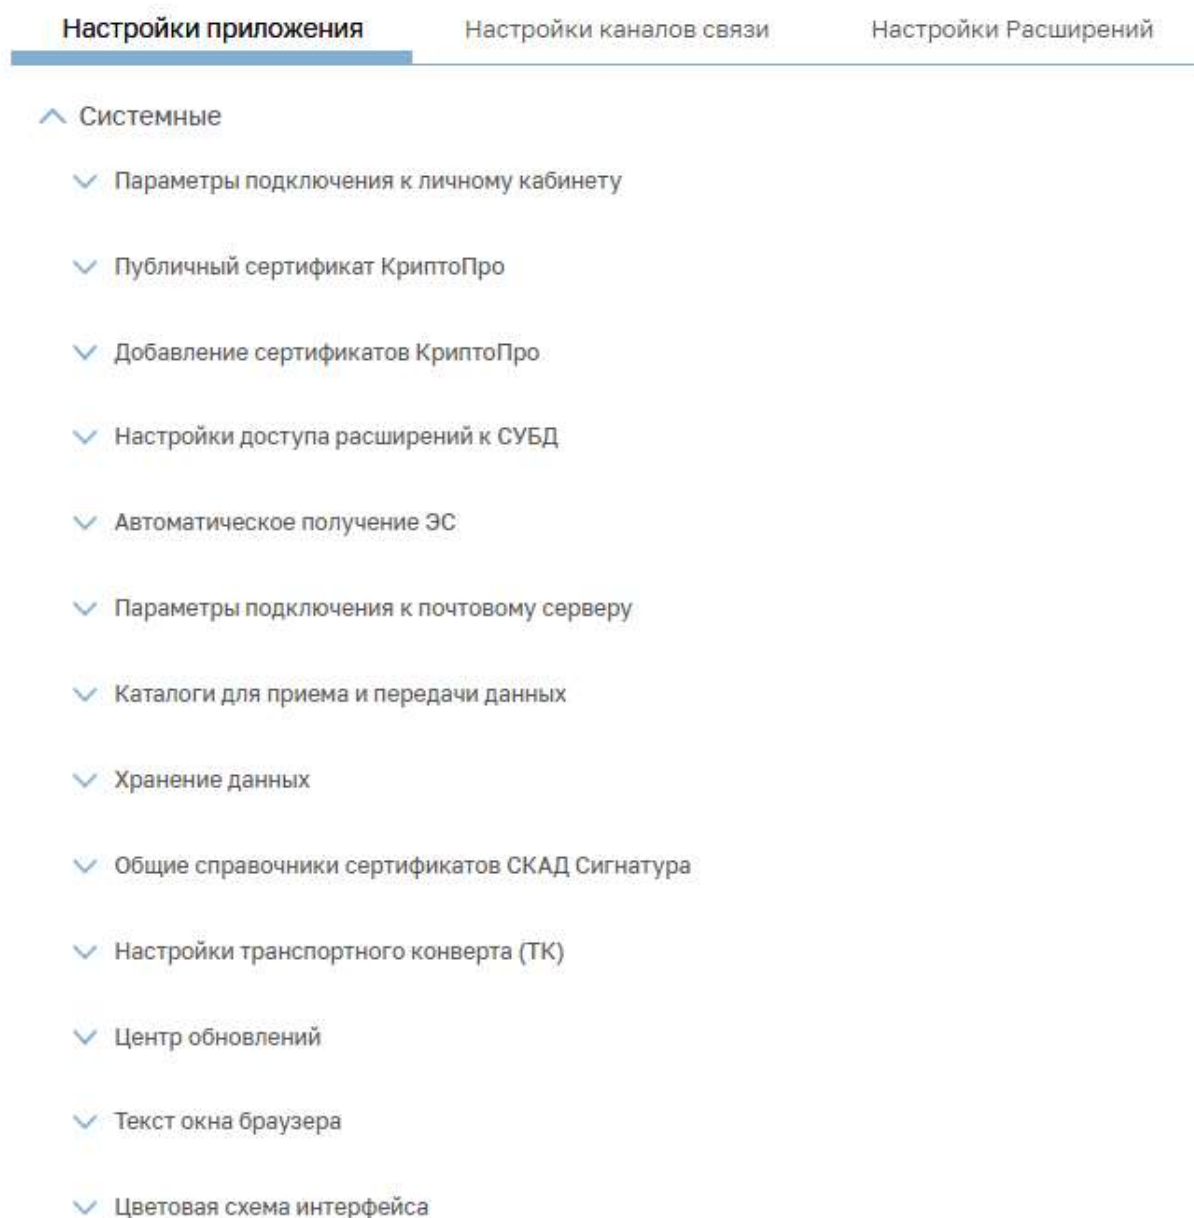 Настройки приложения Настройки каналов связи Настройки Расширений
Системные
Параметры подключения к личному кабинету
Публичный сертификат КриптоПро
Добавление сертификатов КриптоПро
Настройки доступа расширений к СУБД
Автоматическое получение ЭС
Параметры подключения к почтовому серверу
Каталоги для приема и передачи данных
Хранение данных
Общие справочники сертификатов СКАД Сигнатура
Настройки транспортного конверта (ТК)
Центр обновлений
Текст окна браузера
Цветовая схема интерфейса